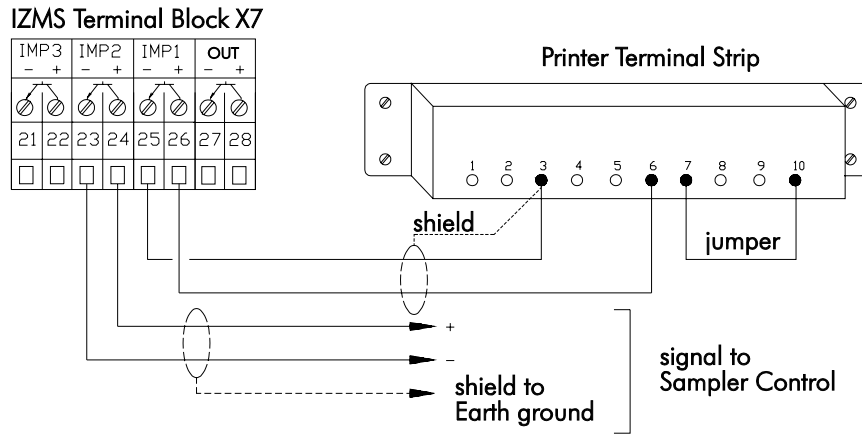 IZMS Terminal Block X7
IMP3 IMP2 IMP1 OUT
- + - + - + - +
21 22 23 24 25 26 27 28
Printer Terminal Strip
1 2 3 4 5 6 7 8 9 10
shield
jumper
+
-
shield to
Earth ground
signal to
Sampler Control